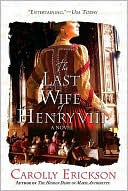 "ENTERTAINING."—USA TODAY
The
LAST
WIFE of
HENRY VIII
A NOVEL
CAROLLY
ERICKSON
AUTHOR OF THE HIDDEN DIARY OF MARIE ANTOINETTE